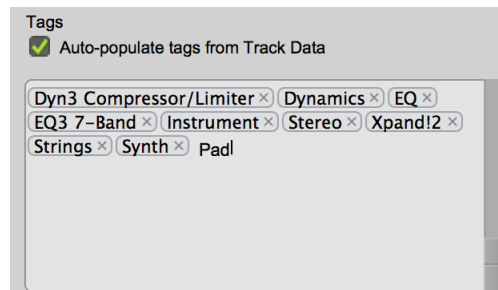 Tags
Auto-populate tags from Track Data
Dyn3 Compressor/Limiter × Dynamics × EQ ×
EQ3 7-Band × Instrument × Stereo × Xpand!2 ×
Strings × Synth × Pad